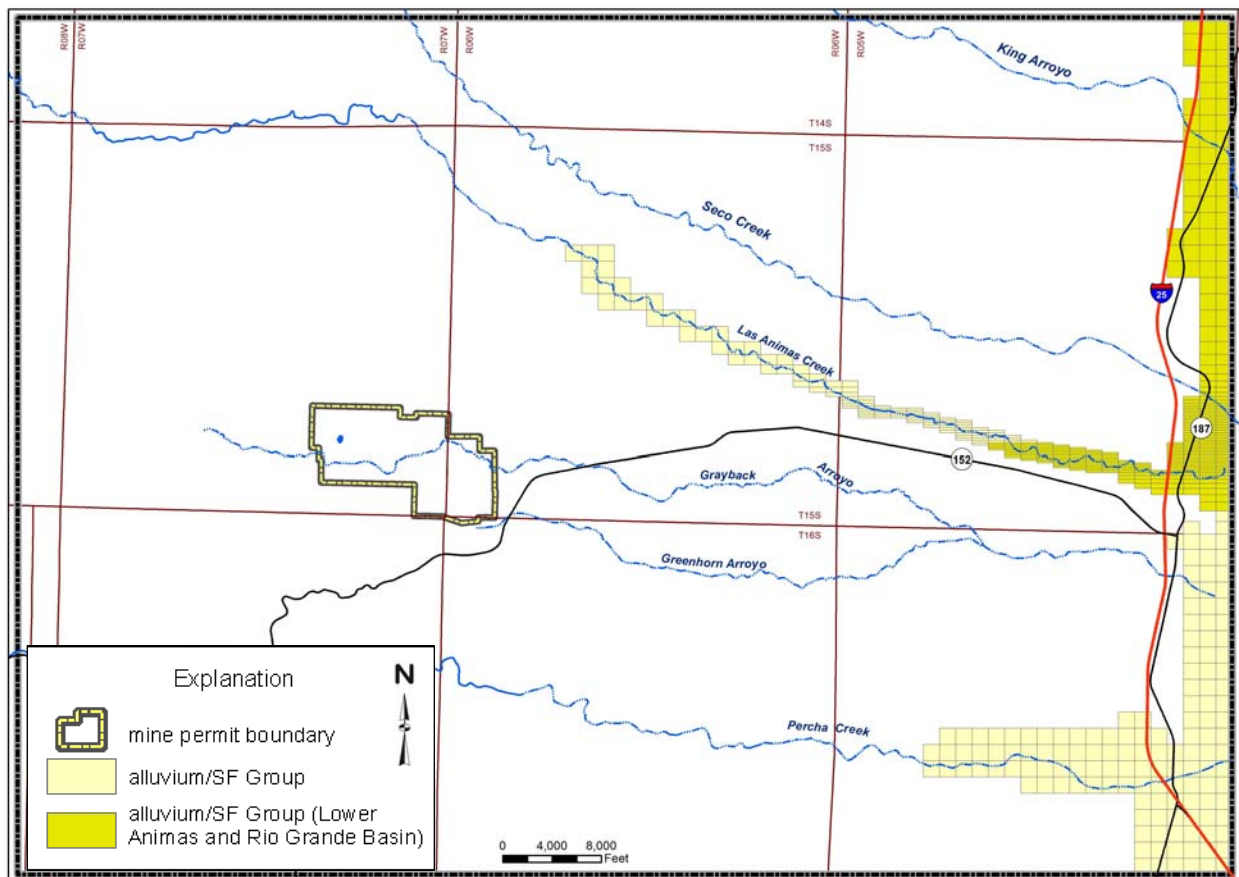 R08W
R07W
R07W
R06W
R06W
R05W
King Arroyo
T14S
T15S
Seco Creek
25
Las Animas Creek
187
152
Grayback Arroyo
T15S
T16S
Greenhorn Arroyo
Percha Creek
Explanation
N
mine permit boundary
alluvium/SF Group
alluvium/SF Group (Lower
Animas and Rio Grande Basin)
0 4,000 8,000
Feet